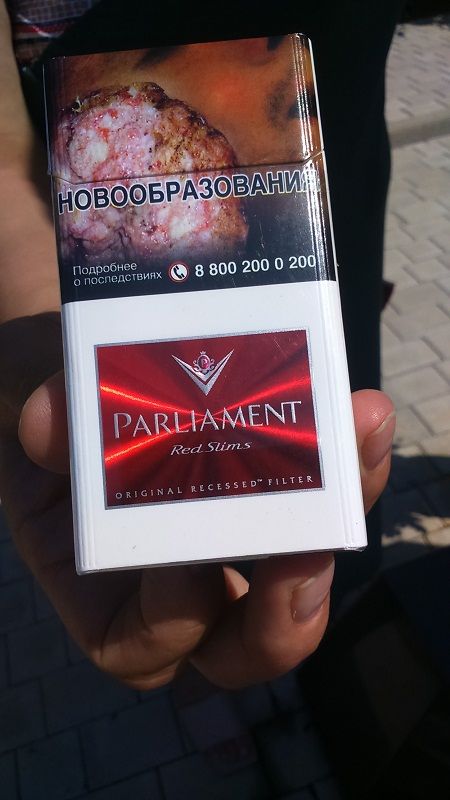 НОВООБРАЗОВАНИЯ
Подробнее
о последствиях
8 800 200 0 200
P
PARLIAMENT
Red Slims
ORIGINAL RECESSED™ FILTER